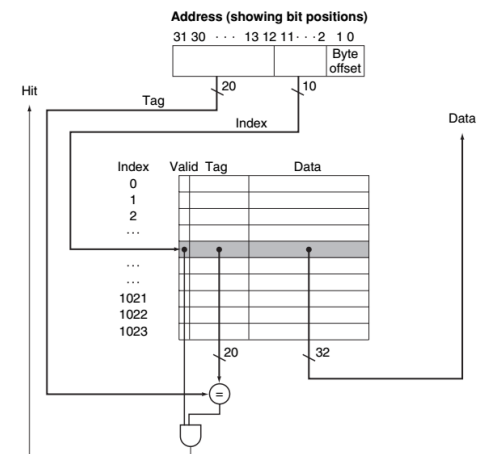 Address (showing bit positions)
31 30 · · · 13 12 11 · · · 2 1 0
Byte
offset
20
10
Hit
Tag
Index
Data
Index Valid Tag Data
0
1
2
· · ·
· · ·
· · ·
1021
1022
1023
20
32
=